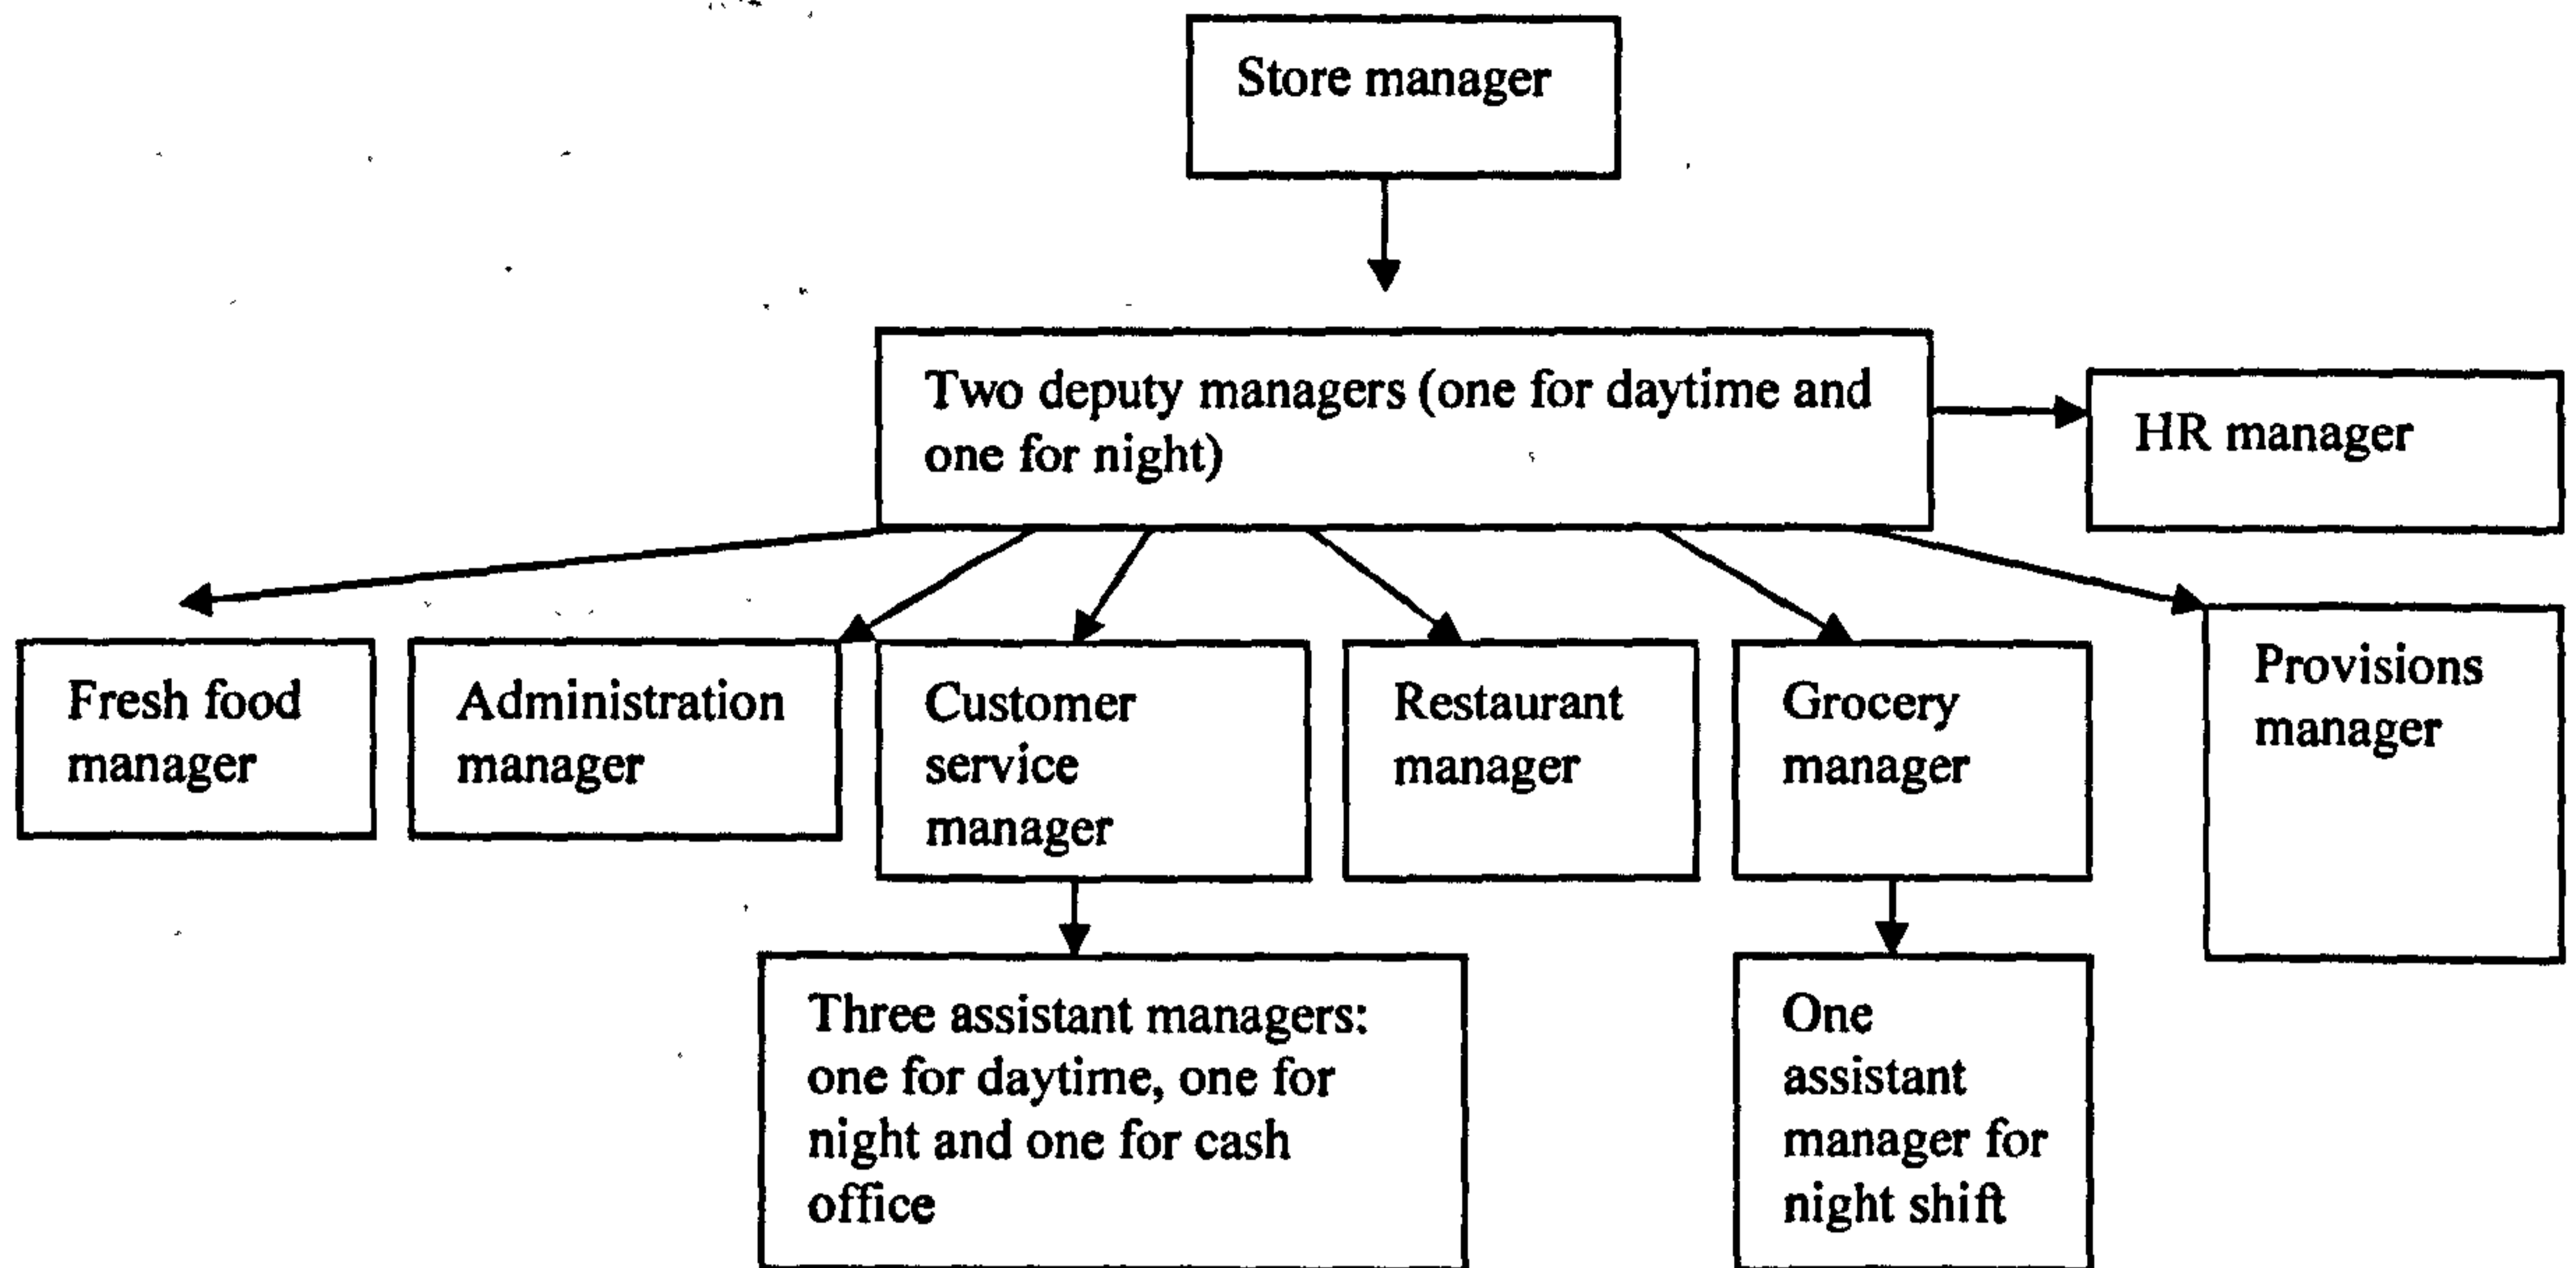 Store manager
Two deputy managers (one for daytime and
one for night)
HR manager
Fresh food
manager
Administration
manager
Customer
service
manager
Restaurant
manager
Grocery
manager
Provisions
manager
Three assistant managers:
one for daytime, one for
night and one for cash
office
One
assistant
manager for
night shift